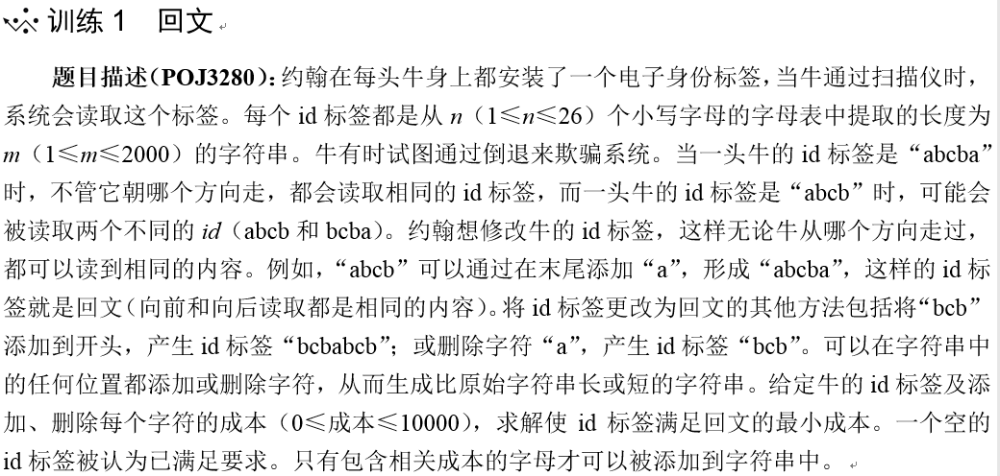 训练 1 回文
题目描述（POJ3280）：约翰在每头牛身上都安装了一个电子身份标签，当牛通过扫描仪时，
系统会读取这个标签。每个 id 标签都是从 n（1≤n≤26）个小写字母的字母表中提取的长度为
m（1≤m≤2000）的字符串。牛有时试图通过倒退来欺骗系统。当一头牛的 id 标签是“abcba”
时，不管它朝哪个方向走，都会读取相同的 id 标签，而一头牛的 id 标签是“abcb”时，可能会
被读取两个不同的 id（abcb 和 bcba）。约翰想修改牛的 id 标签，这样无论牛从哪个方向走过，
都可以读到相同的内容。例如，“abcb”可以通过在末尾添加“a”，形成“abcba”，这样的 id 标
签就是回文（向前和向后读取都是相同的内容）。将 id 标签更改为回文的其他方法包括将“bcb”
添加到开头，产生 id 标签“bcbabcb”；或删除字符“a”，产生 id 标签“bcb”。可以在字符串中
的任何位置都添加或删除字符，从而生成比原始字符串长或短的字符串。给定牛的 id 标签及添
加、删除每个字符的成本（0≤成本≤10000），求解使 id 标签满足回文的最小成本。一个空的
id 标签被认为已满足要求。只有包含相关成本的字母才可以被添加到字符串中。